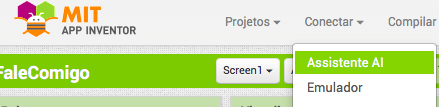 MIT
APP INVENTOR
Projetos Conectar Compilar
FaleComigo
Screen1
Assistente AI
Emulador